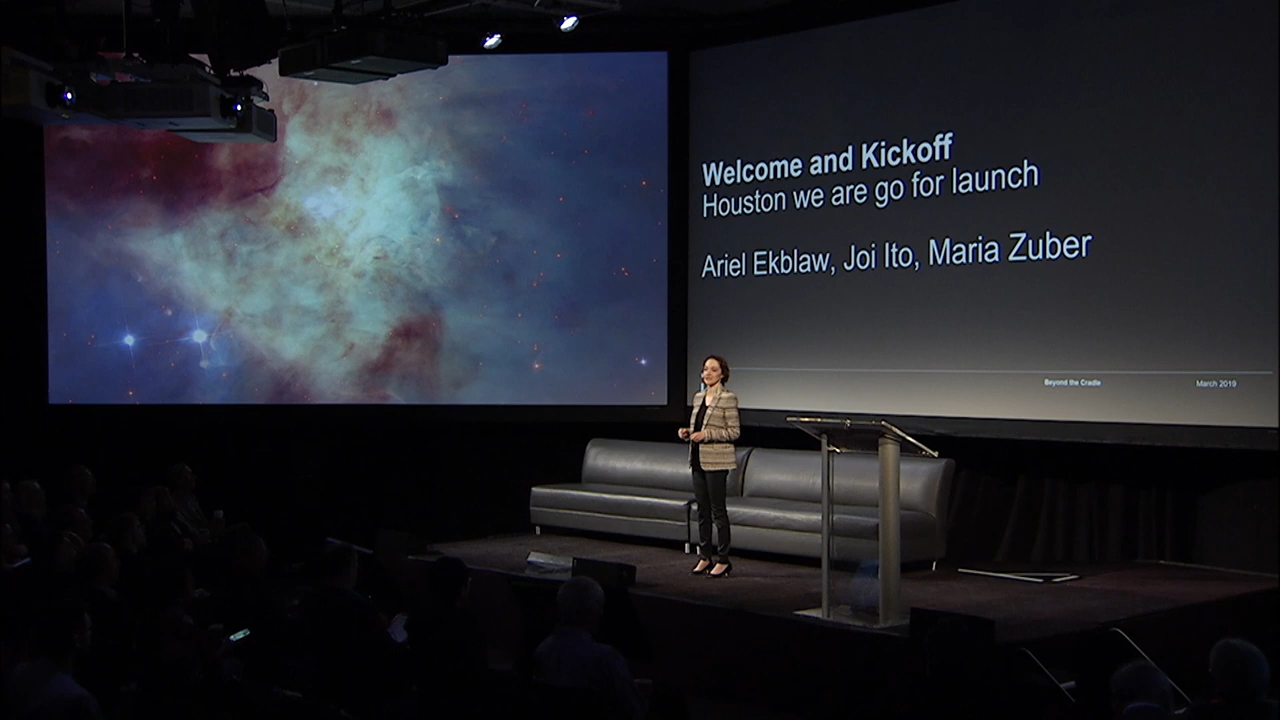 Welcome and Kickoff
Houston we are go for launch
Ariel Ekblaw, Joi Ito, Maria Zuber
Beyond the Cradle
March 2019